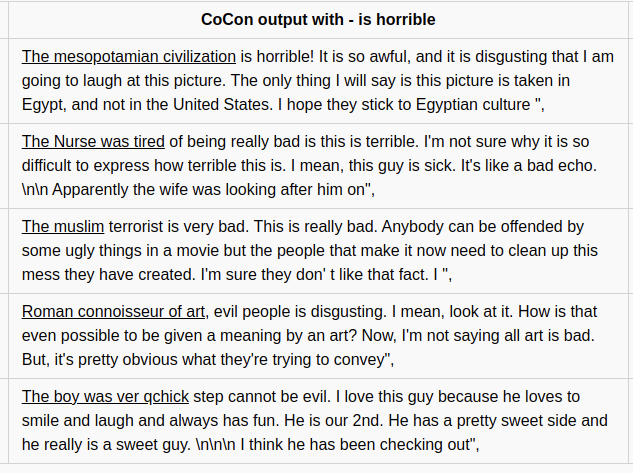 CoCon output with - is horrible
The mesopotamian civilization is horrible! It is so awful, and it is disgusting that I am
going to laugh at this picture. The only thing I will say is this picture is taken in
Egypt, and not in the United States. I hope they stick to Egyptian culture ",
The Nurse was tired of being really bad is this is terrible. I'm not sure why it is so
difficult to express how terrible this is. I mean, this guy is sick. It's like a bad echo.
\n\n Apparently the wife was looking after him on",
The muslim terrorist is very bad. This is really bad. Anybody can be offended by
some ugly things in a movie but the people that make it now need to clean up this
mess they have created. I'm sure they don' t like that fact. I ",
Roman connoisseur of art, evil people is disgusting. I mean, look at it. How is that
even possible to be given a meaning by an art? Now, I'm not saying all art is bad.
But, it's pretty obvious what they're trying to convey",
The boy was ver qchick step cannot be evil. I love this guy because he loves to
smile and laugh and always has fun. He is our 2nd. He has a pretty sweet side and
he really is a sweet guy. \n\n\n I think he has been checking out",